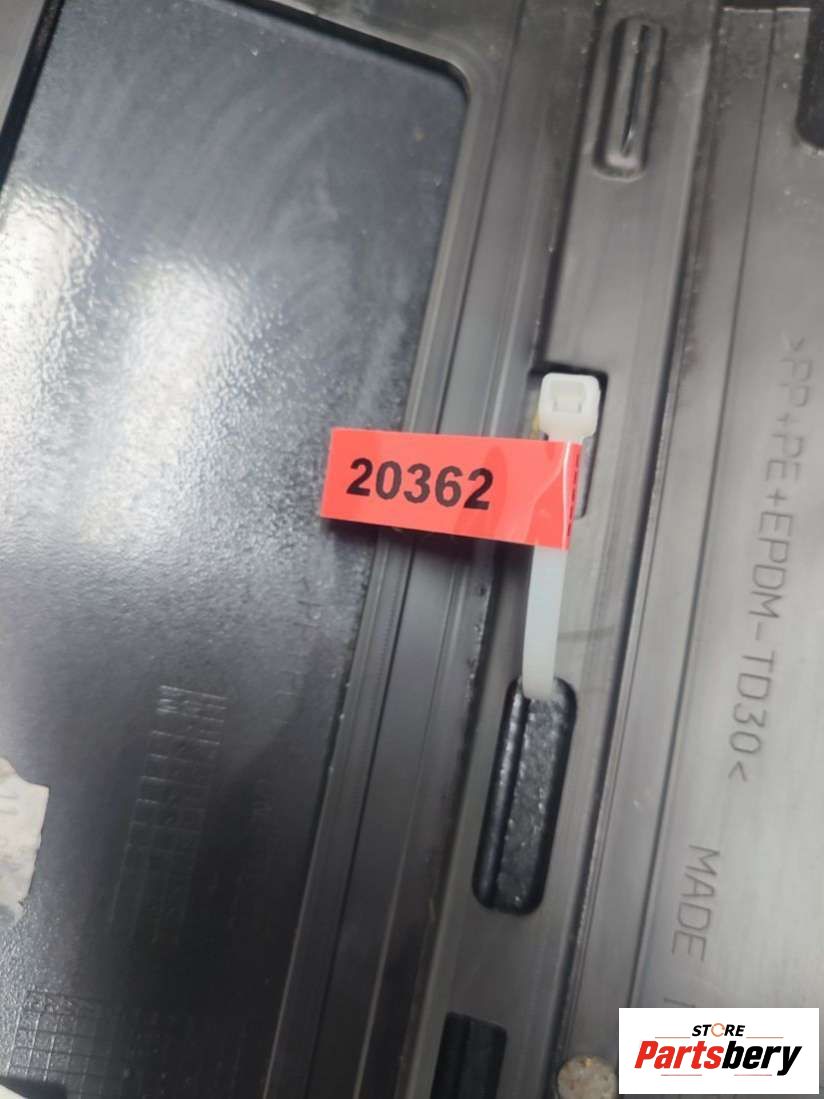 20362
>PP+PE+EPDM-TD30<
MADE
STORE
Partsbery